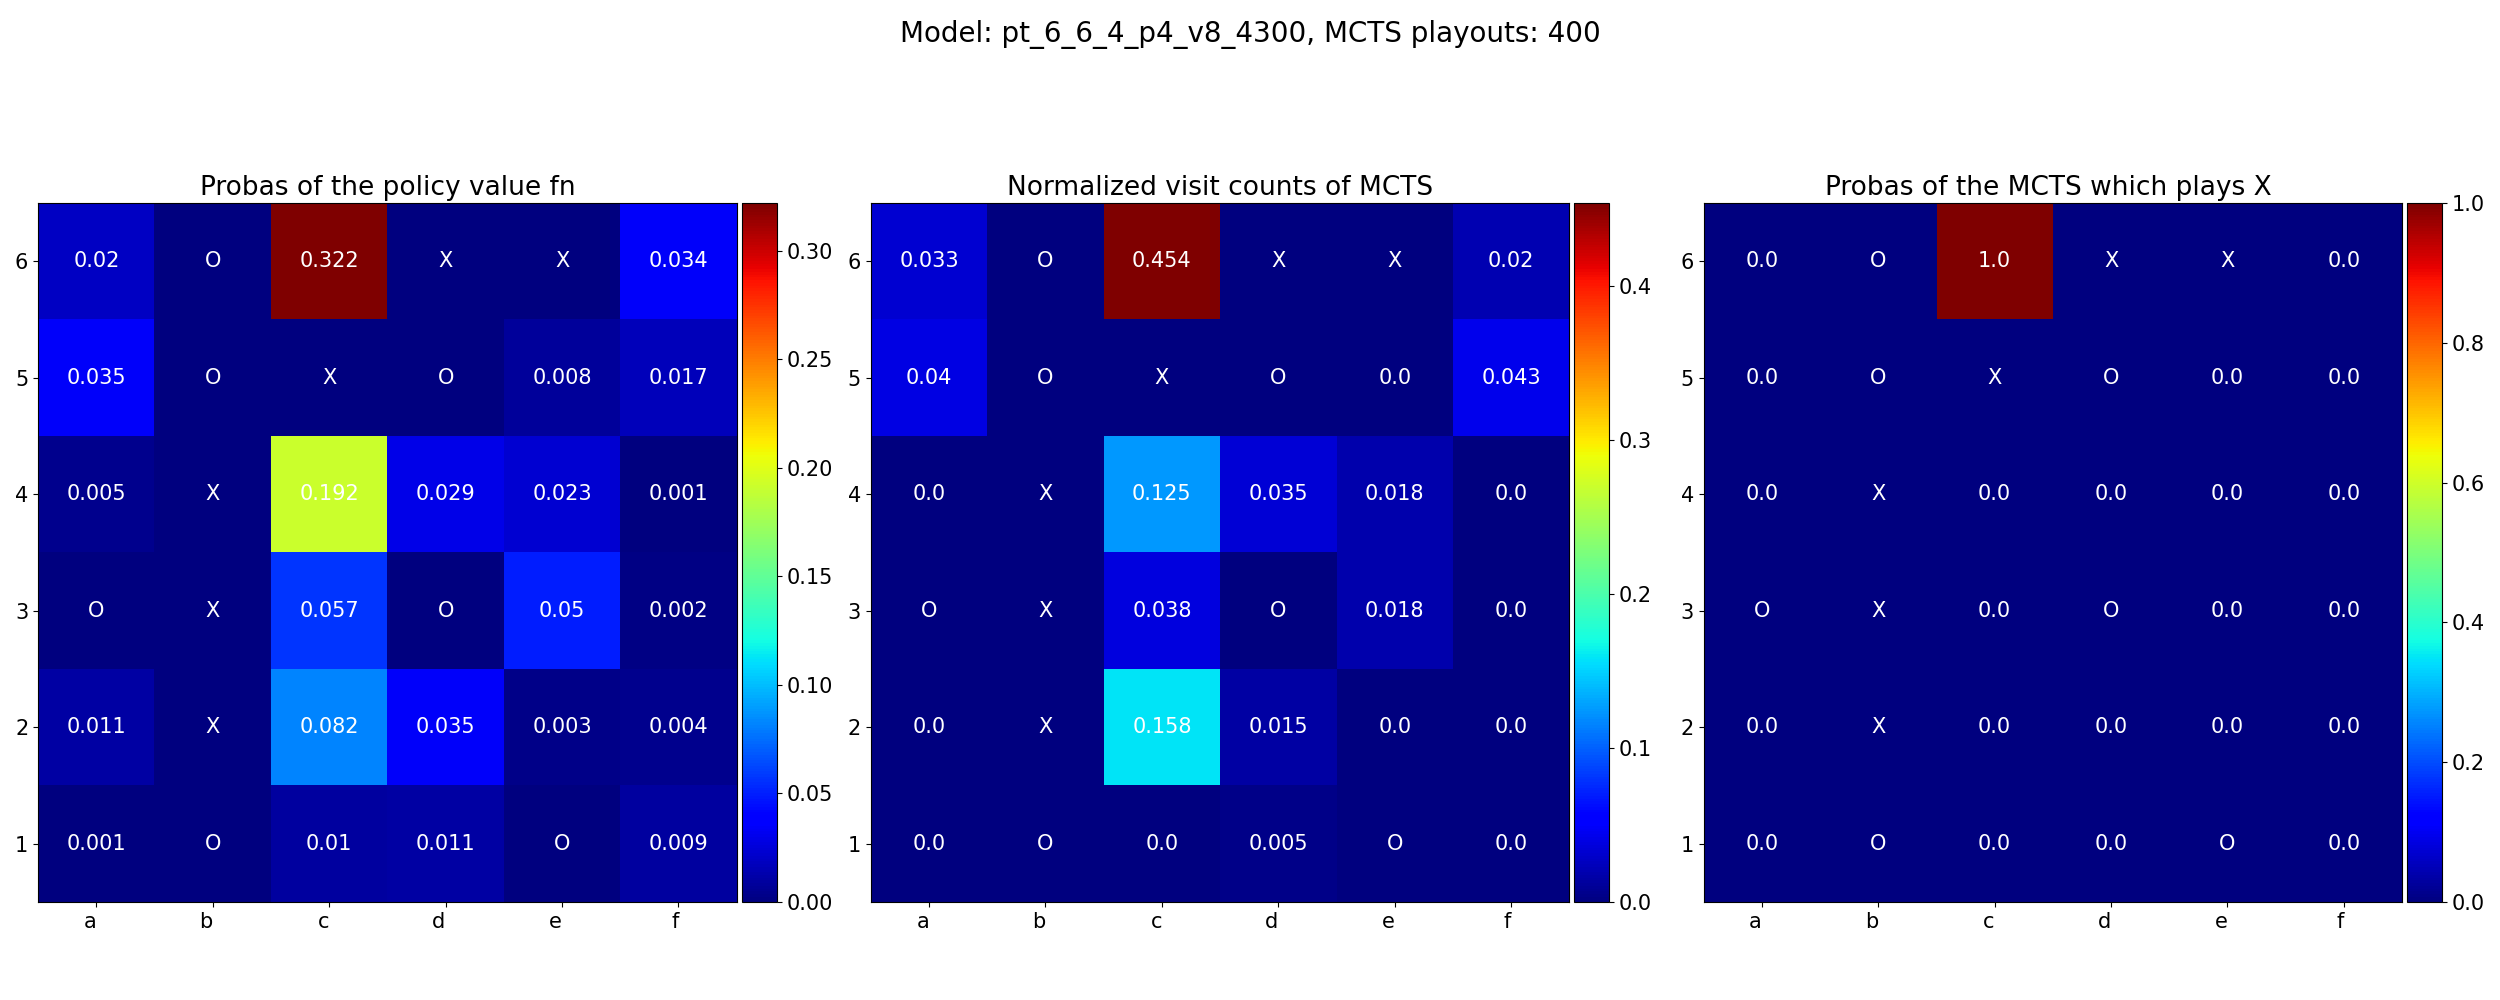 Model: pt_6_6_4_p4_v8_4300, MCTS playouts: 400
Probas of the policy value fn
6 0.02 O 0.322 X X 0.034
5 0.035 O X O 0.008 0.017
4 0.005 X 0.192 0.029 0.023 0.001
3 O X 0.057 O 0.05 0.002
2 0.011 X 0.082 0.035 0.003 0.004
1 0.001 O 0.01 0.011 O 0.009
a b c d e f
0.30
0.25
0.20
0.15
0.10
0.05
0.00
Normalized visit counts of MCTS
6 0.033 O 0.454 X X 0.02
5 0.04 O X O 0.0 0.043
4 0.0 X 0.125 0.035 0.018 0.0
3 O X 0.038 O 0.018 0.0
2 0.0 X 0.158 0.015 0.0 0.0
1 0.0 O 0.0 0.005 O 0.0
a b c d e f
0.4
0.3
0.2
0.1
0.0
Probas of the MCTS which plays X
6 0.0 O 1.0 X X 0.0
5 0.0 O X O 0.0 0.0
4 0.0 X 0.0 0.0 0.0 0.0
3 O X 0.0 O 0.0 0.0
2 0.0 X 0.0 0.0 0.0 0.0
1 0.0 O 0.0 0.0 O 0.0
a b c d e f
1.0
0.8
0.6
0.4
0.2
0.0